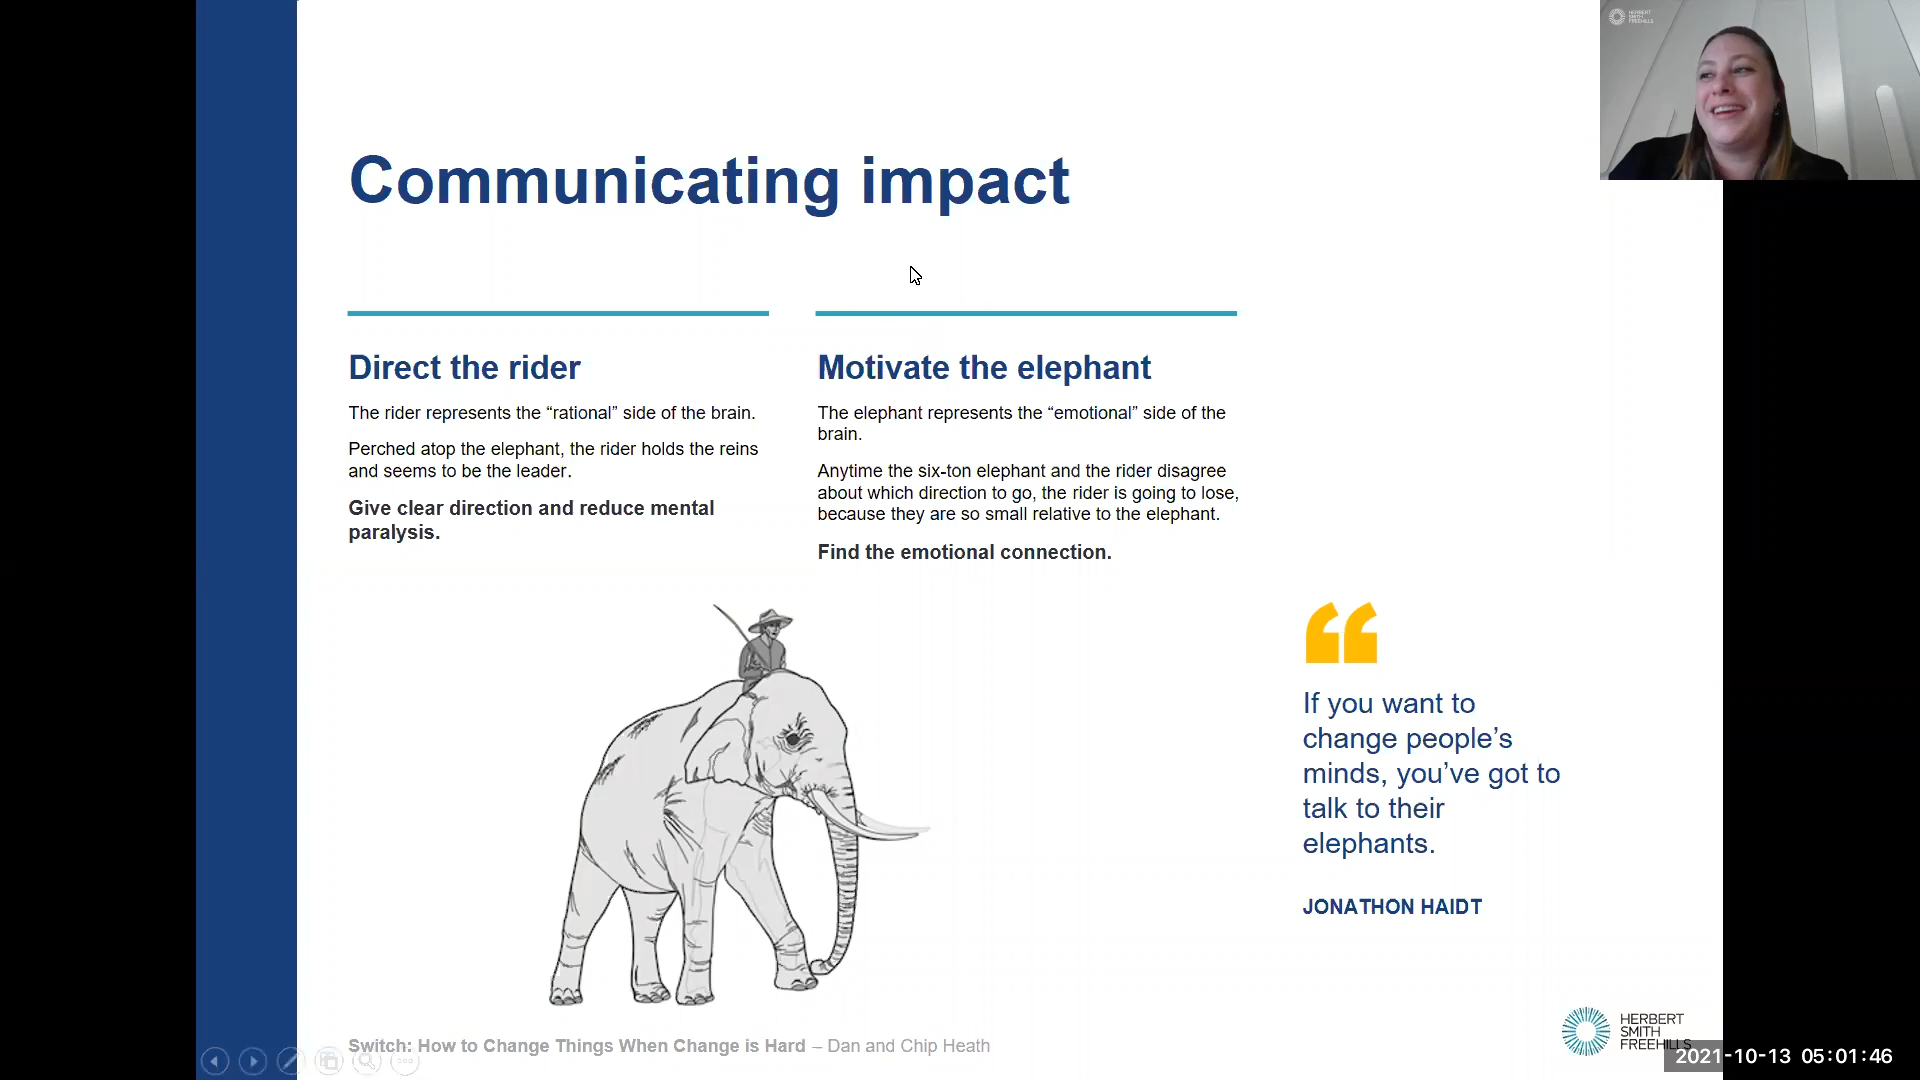 HERBERT
SMITH
FREEHILLS
Communicating impact
Direct the rider
The rider represents the “rational” side of the brain.
Perched atop the elephant, the rider holds the reins
and seems to be the leader.
Give clear direction and reduce mental
paralysis.
Motivate the elephant
The elephant represents the “emotional” side of the
brain.
Anytime the six-ton elephant and the rider disagree
about which direction to go, the rider is going to lose,
because they are so small relative to the elephant.
Find the emotional connection.
If you want to
change people’s
minds, you’ve got to
talk to their
elephants.
JONATHON HAIDT
Switch: How to Change Things When Change is Hard – Dan and Chip Heath
HERBERT
SMITH
FREEHILLS
2021-10-13 05:01:46